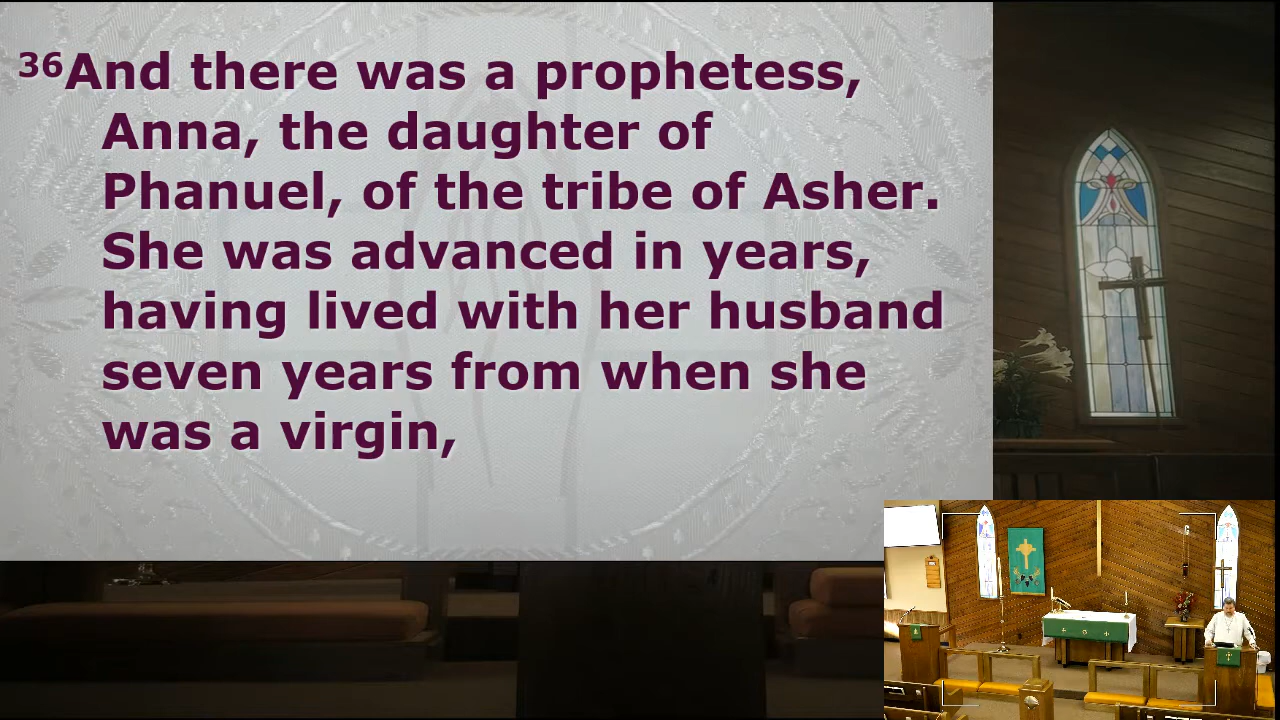 36And there was a prophetess,
Anna, the daughter of
Phanuel, of the tribe of Asher.
She was advanced in years,
having lived with her husband
seven years from when she
was a virgin,